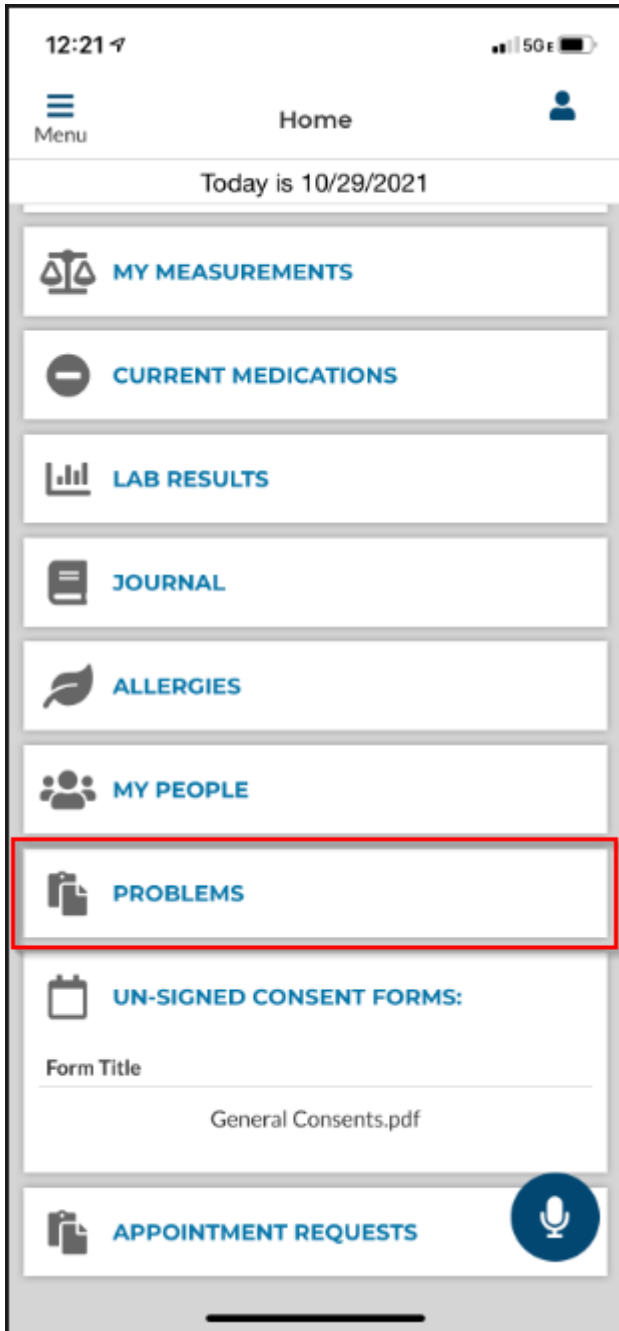 12:21
5GE
Menu
Home
Today is 10/29/2021
MY MEASUREMENTS
CURRENT MEDICATIONS
LAB RESULTS
JOURNAL
ALLERGIES
MY PEOPLE
PROBLEMS
UN-SIGNED CONSENT FORMS:
Form Title
General Consents.pdf
APPOINTMENT REQUESTS